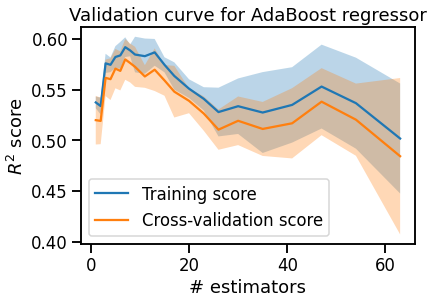 Validation curve for AdaBoost regressor
0.60
0.55
0.50
0.45
0.40
R² score
Training score
Cross-validation score
0
20
40
60
# estimators